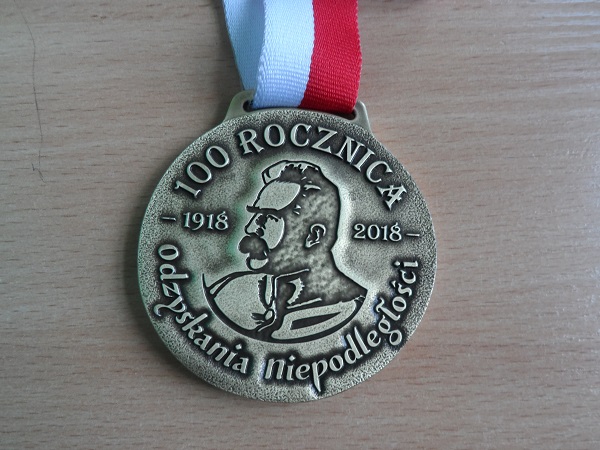 100 ROCZNICA
- 1918 2018 -
odzyskania niepodległości